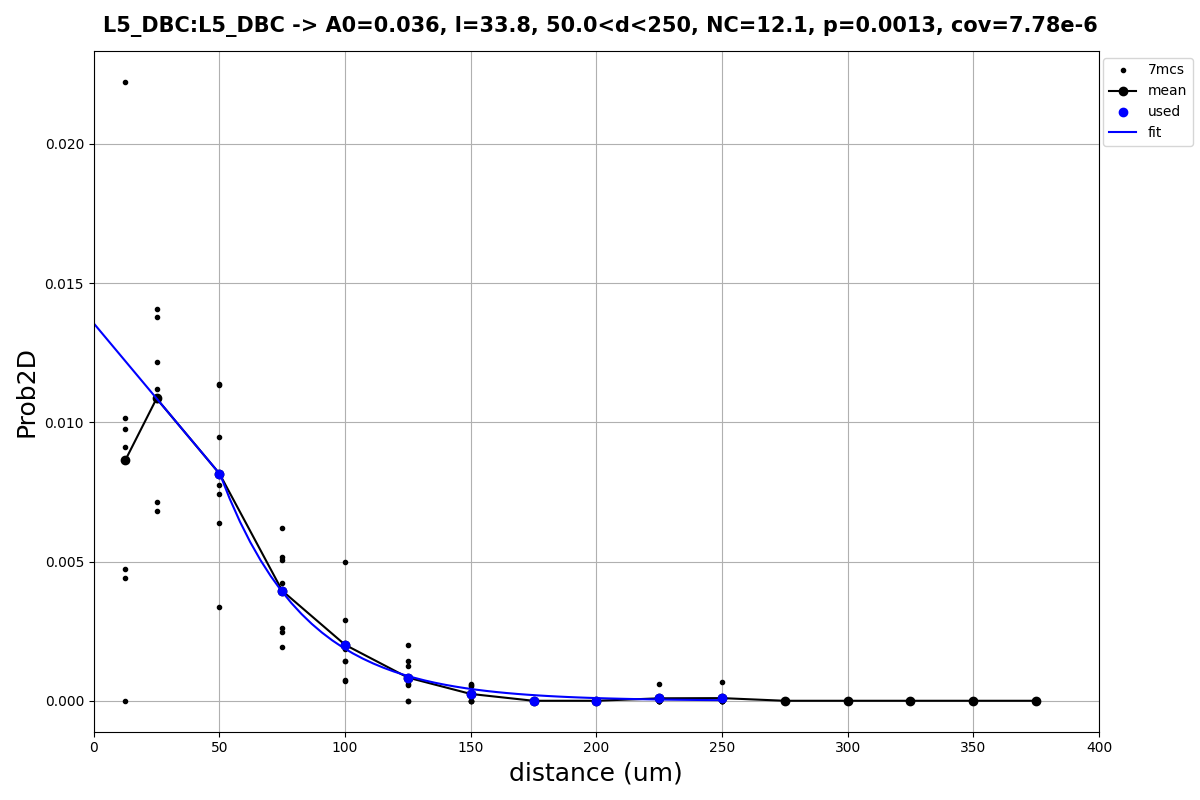 L5_DBC:L5_DBC -> A0=0.036, l=33.8, 50.0<d<250, NC=12.1, p=0.0013, cov=7.78e-6
7mcs
mean
used
fit
Prob2D
0.020
0.015
0.010
0.005
0.000
0 50 100 150 200 250 300 350 400
distance (um)